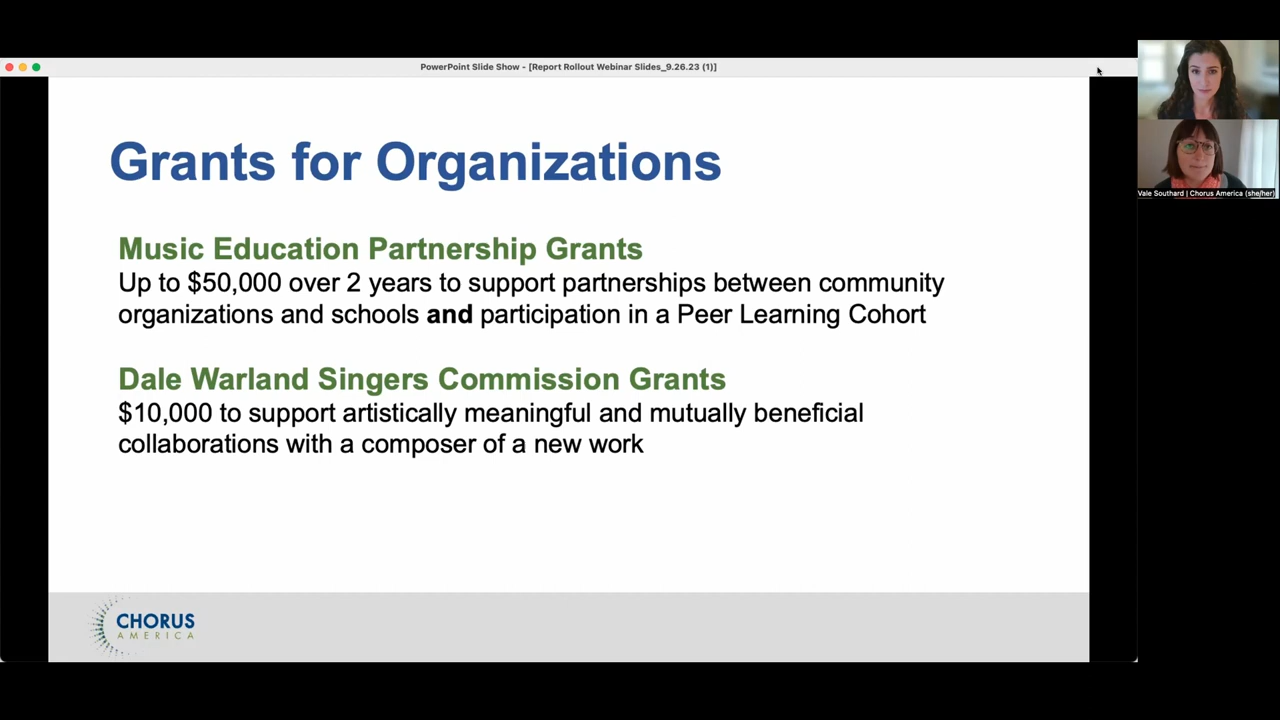 PowerPoint Slide Show - [Report Rollout Webinar Slides_9.26.23 (1)]
Grants for Organizations
Music Education Partnership Grants
Up to $50,000 over 2 years to support partnerships between community
organizations and schools and participation in a Peer Learning Cohort
Dale Warland Singers Commission Grants
$10,000 to support artistically meaningful and mutually beneficial
collaborations with a composer of a new work
CHORUS
AMERICA
Vale Southard | Chorus America (she/her)